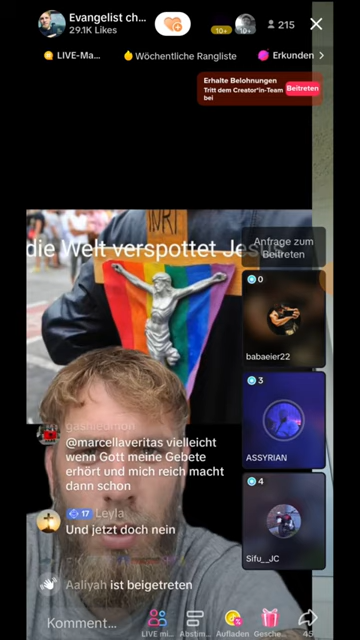 Evangelist ch...
29.1K Likes
10+
10+
215
LIVE-Ma...
Wöchentliche Rangliste
Erkunden
Erhalte Belohnungen
Tritt dem Creator*in-Team
bei
Beitreten
die Welt verspottet Jesus
Anfrage zum
Beitreten
0
babaeier22
3
ASSYRIAN
4
Sifu__JC
@marcellaveritas vielleicht
wenn Gott meine Gebete
erhört und mich reich macht
dann schon
17 Leyla
Und jetzt doch nein
Aaliyah ist beigetreten
Komment...
LIVE mi...
Abstim...
Aufladen
Gesche...
45